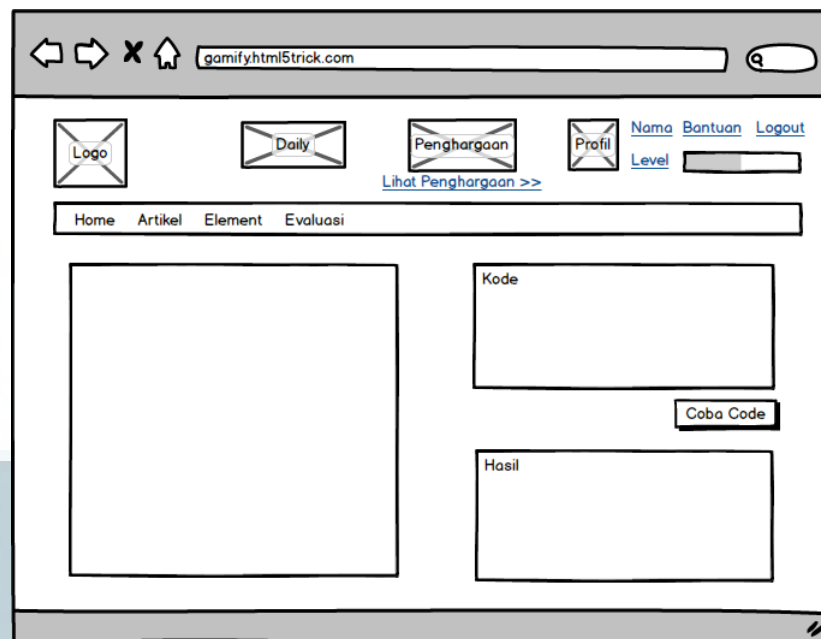 gamify.html5trick.com
Logo
Daily
Penghargaan
Lihat Penghargaan >>
Profil
Nama Bantuan Logout
Level
Home Artikel Element Evaluasi
Kode
Coba Code
Hasil